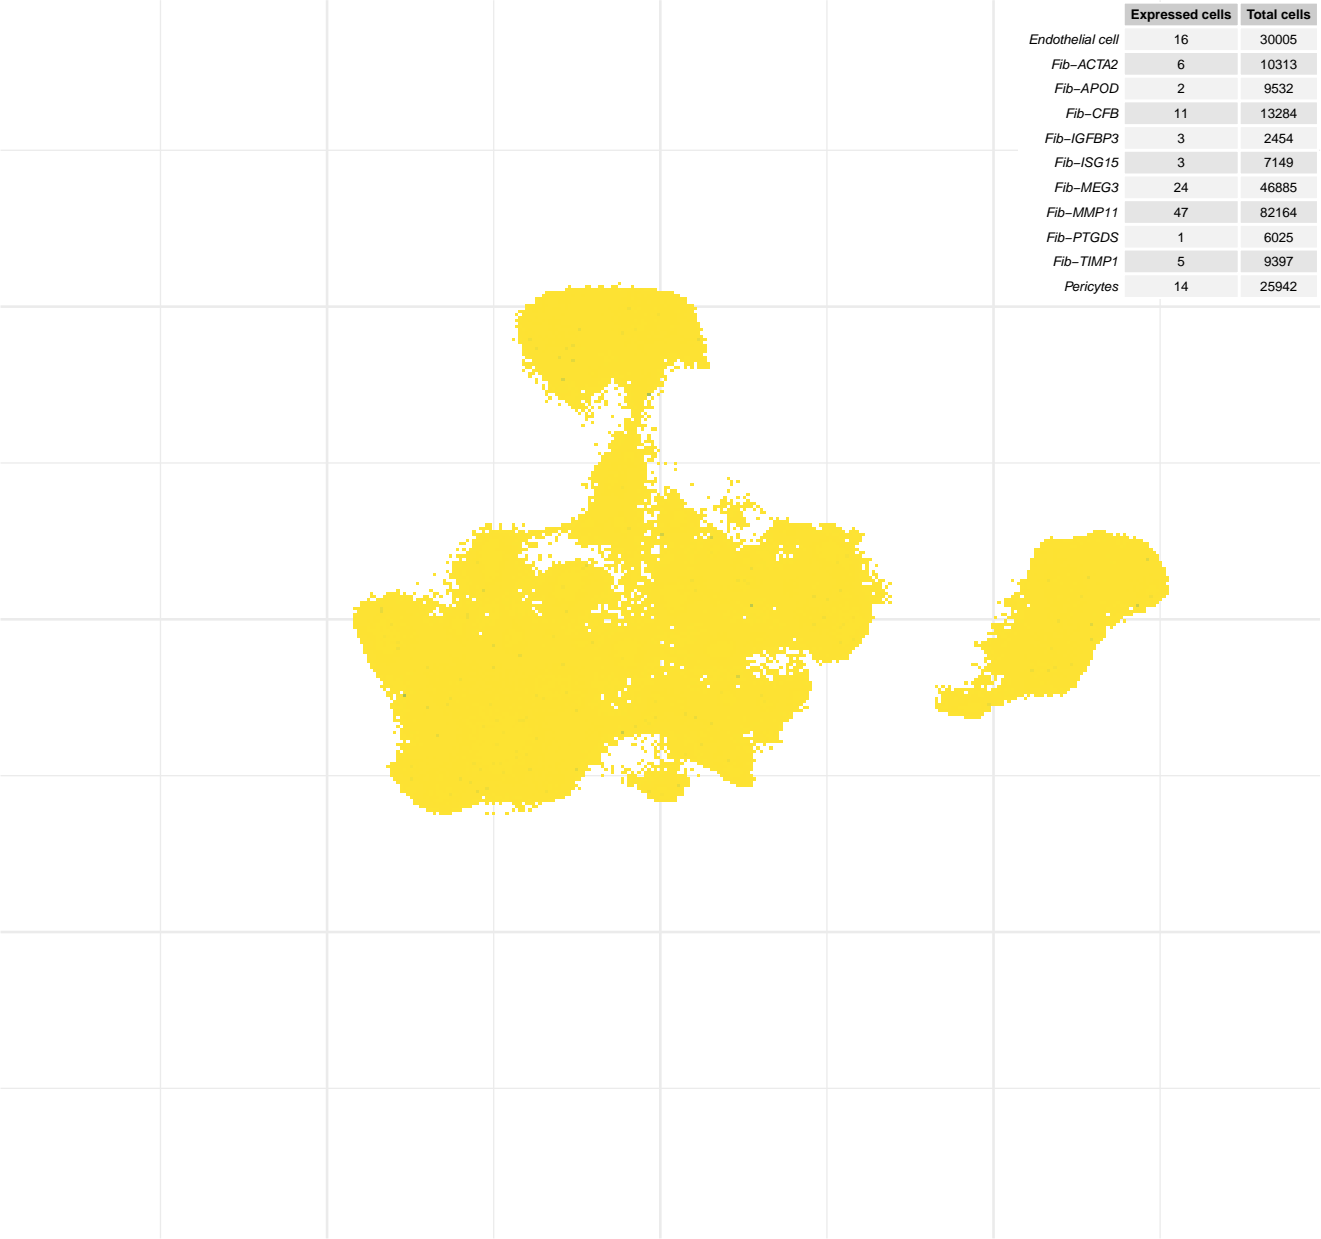 Expressed cells Total cells
Endothelial cell 16 30005
Fib−ACTA2 6 10313
Fib−APOD 2 9532
Fib−CFB 11 13284
Fib−IGFBP3 3 2454
Fib−ISG15 3 7149
Fib−MEG3 24 46885
Fib−MMP11 47 82164
Fib−PTGDS 1 6025
Fib−TIMP1 5 9397
Pericytes 14 25942